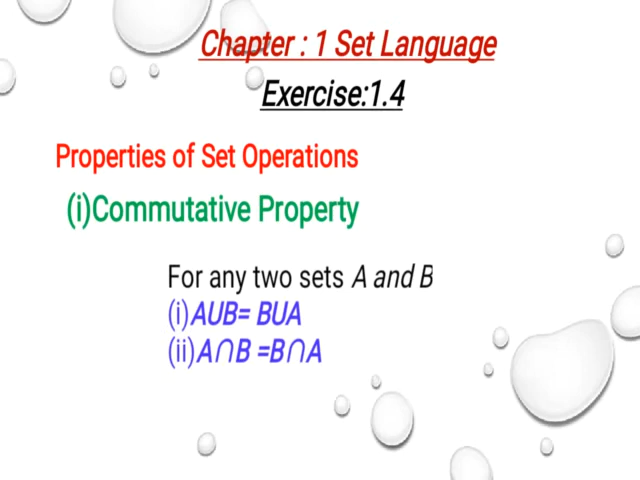 Chapter : 1 Set Language
Exercise:1.4
Properties of Set Operations
(i)Commutative Property
For any two sets A and B
(i)AUB= BUA
(ii)A∩B =B∩A